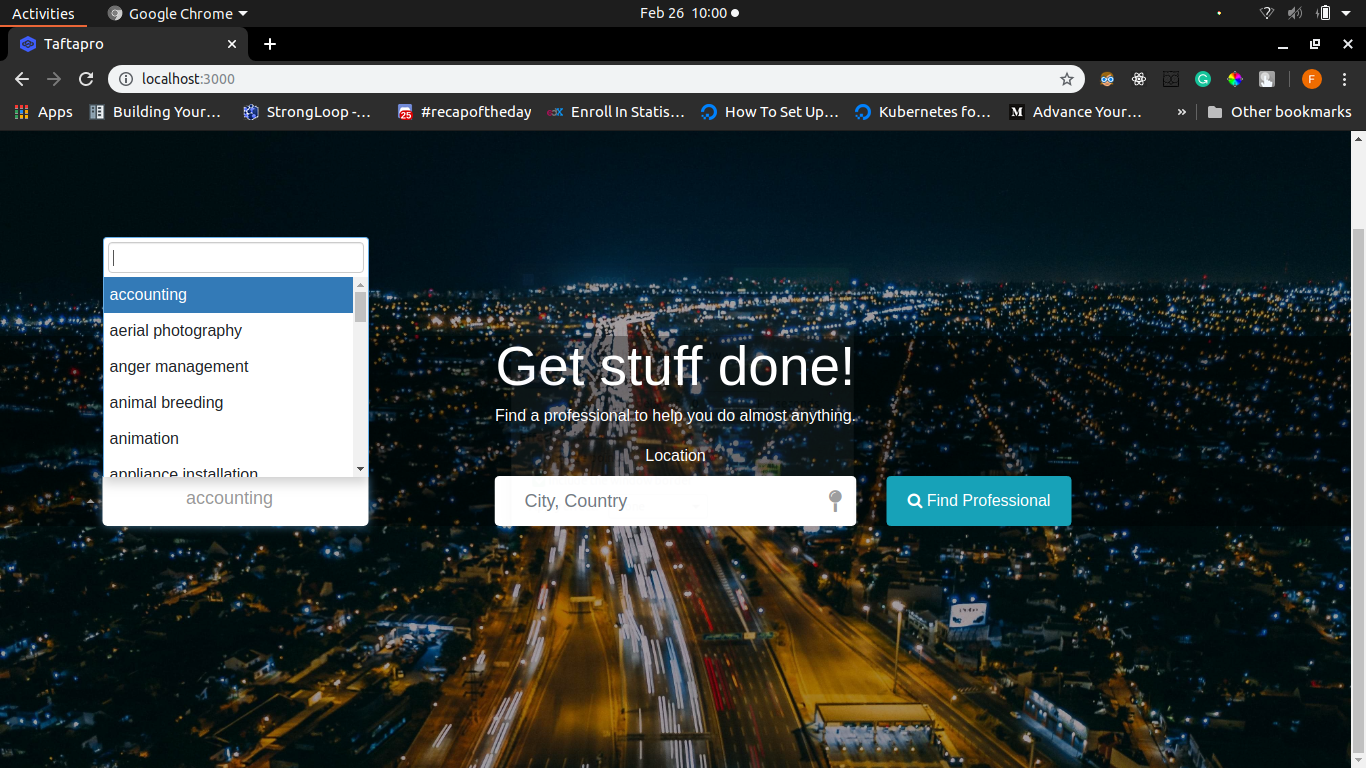 Activities Google Chrome Feb 26 10:00
Taftapro
localhost:3000 F
Apps Building Your… StrongLoop -… 25 #recapoftheday edX Enroll In Statis… How To Set Up… Kubernetes fo… M Advance Your… » Other bookmarks
accounting
aerial photography
anger management
animal breeding
animation
appliance installation
accounting
Get stuff done!
Find a professional to help you do almost anything.
Location
City, Country Find Professional